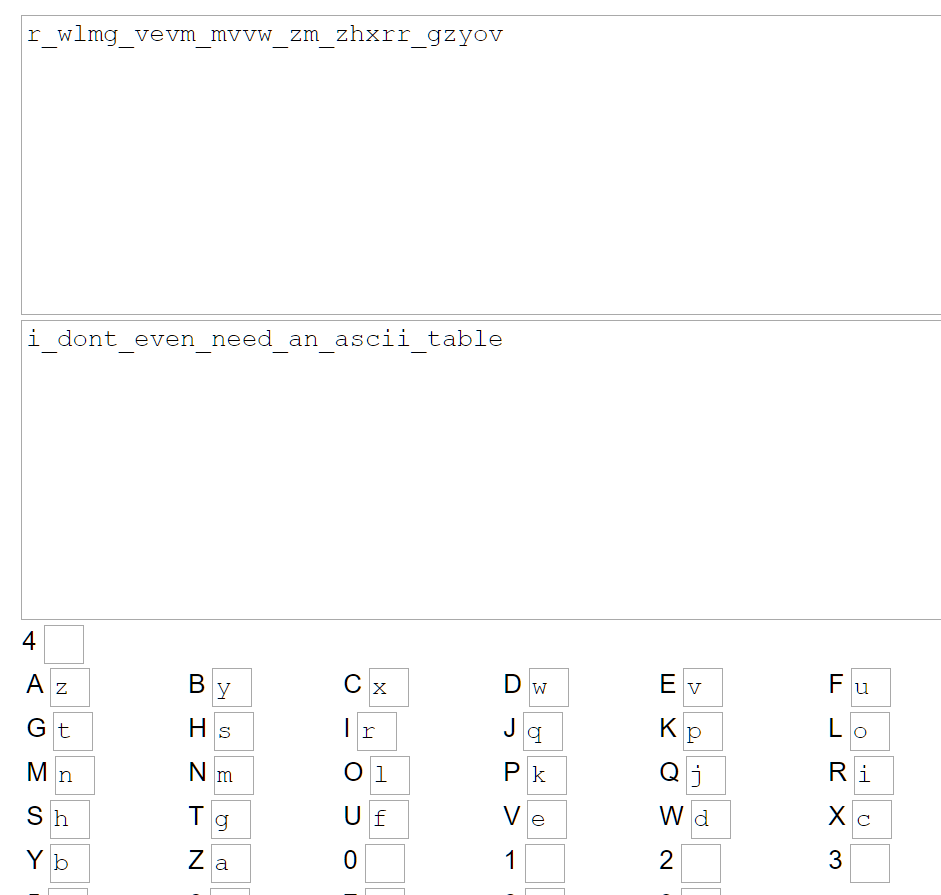 r_wlmg_vevm_mvvw_zm_zhxrr_gzyov
i_dont_even_need_an_ascii_table
4
A z B y C x D w E v F u
G t H s I r J q K p L o
M n N m O l P k Q j R i
S h T g U f V e W d X c
Y b Z a 0 1 2 3